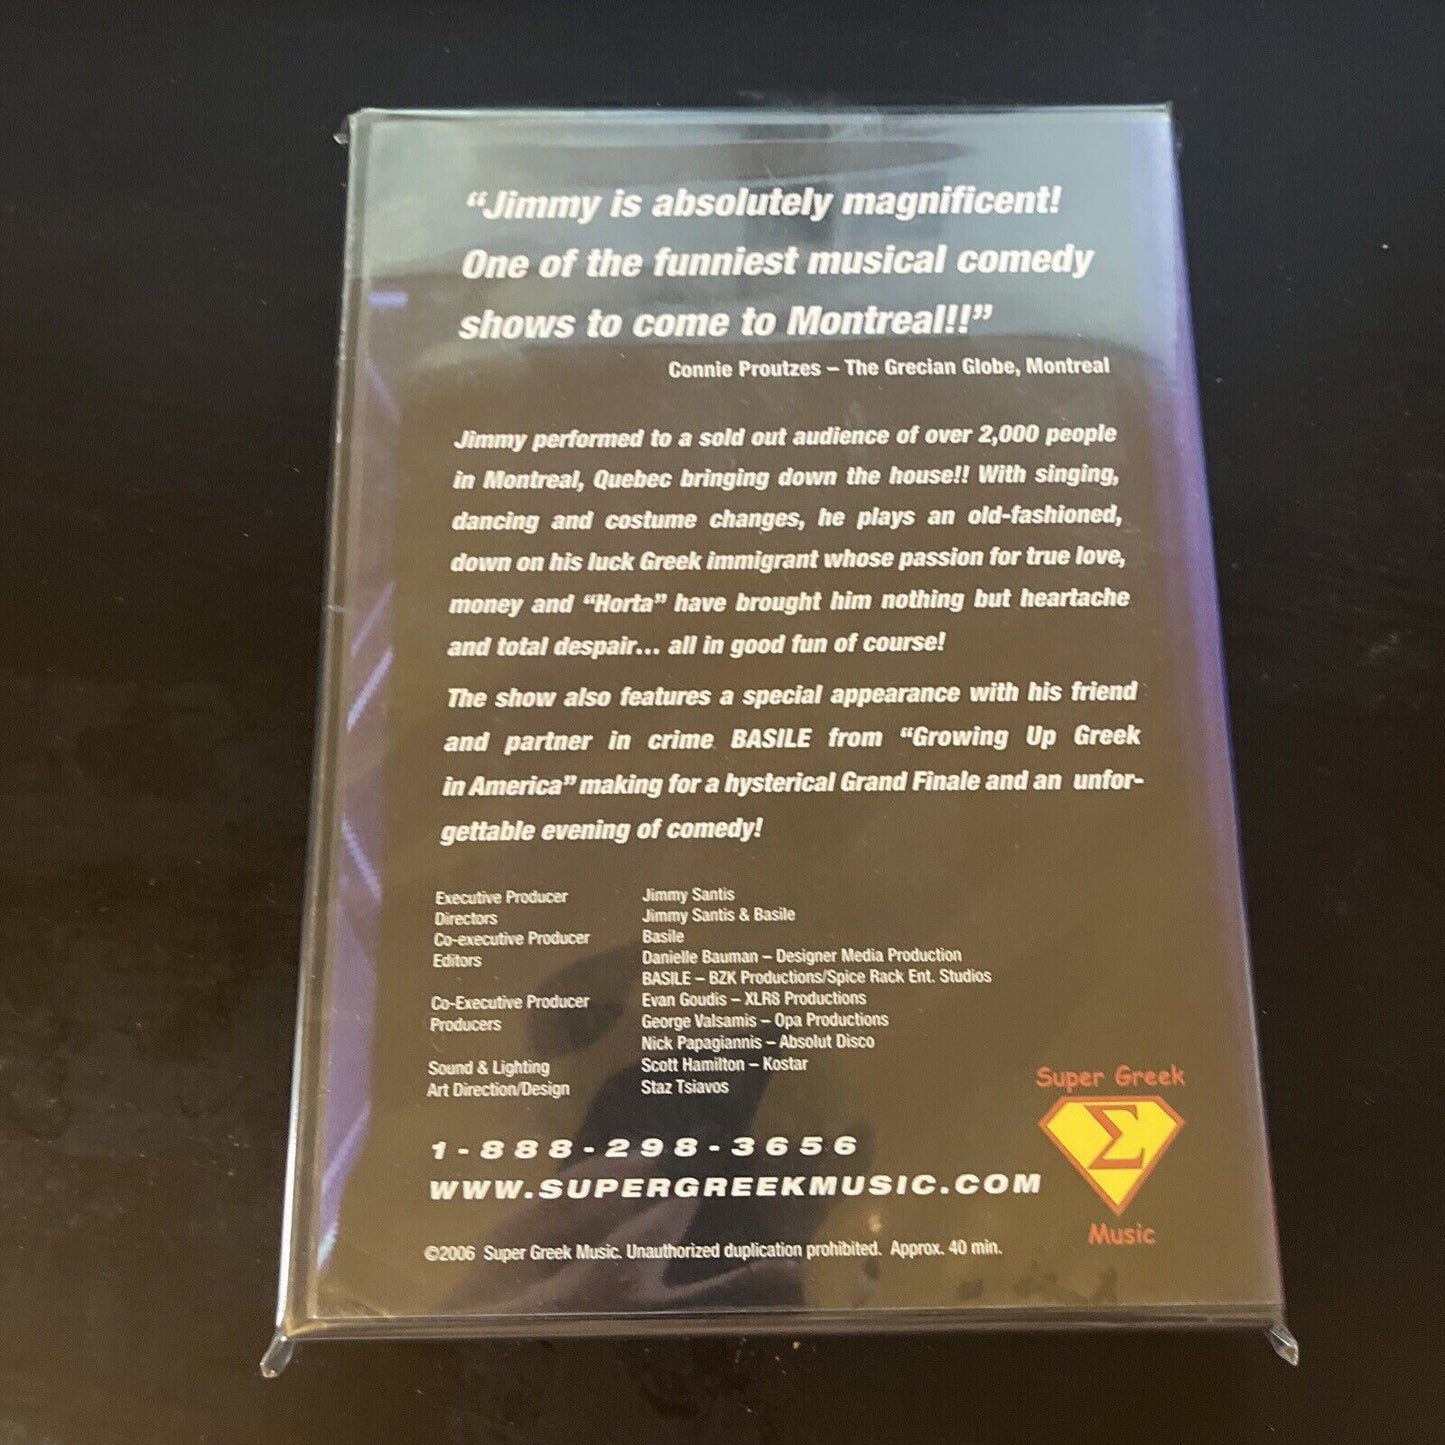 “Jimmy is absolutely magnificent!
One of the funniest musical comedy
shows to come to Montreal!!”
Connie Proutzes – The Grecian Globe, Montreal
Jimmy performed to a sold out audience of over 2,000 people
in Montreal, Quebec bringing down the house!! With singing,
dancing and costume changes, he plays an old-fashioned,
down on his luck Greek immigrant whose passion for true love,
money and “Horta” have brought him nothing but heartache
and total despair... all in good fun of course!
The show also features a special appearance with his friend
and partner in crime BASILE from “Growing Up Greek
in America” making for a hysterical Grand Finale and an unfor-
gettable evening of comedy!
Executive Producer Jimmy Santis
Directors Jimmy Santis & Basile
Co-executive Producer Basile
Editors Danielle Bauman – Designer Media Production
BASILE – BZK Productions/Spice Rack Ent. Studios
Co-Executive Producer Evan Goudis – XLR8 Productions
Producers George Valsamis – Opa Productions
Nick Papagiannis – Absolut Disco
Sound & Lighting Scott Hamilton – Kostar
Art Direction/Design Staz Tsiavos
1-888-298-3656
WWW.SUPERGREEKMUSIC.COM
©2006 Super Greek Music. Unauthorized duplication prohibited. Approx. 40 min.
Super Greek
Σ
Music